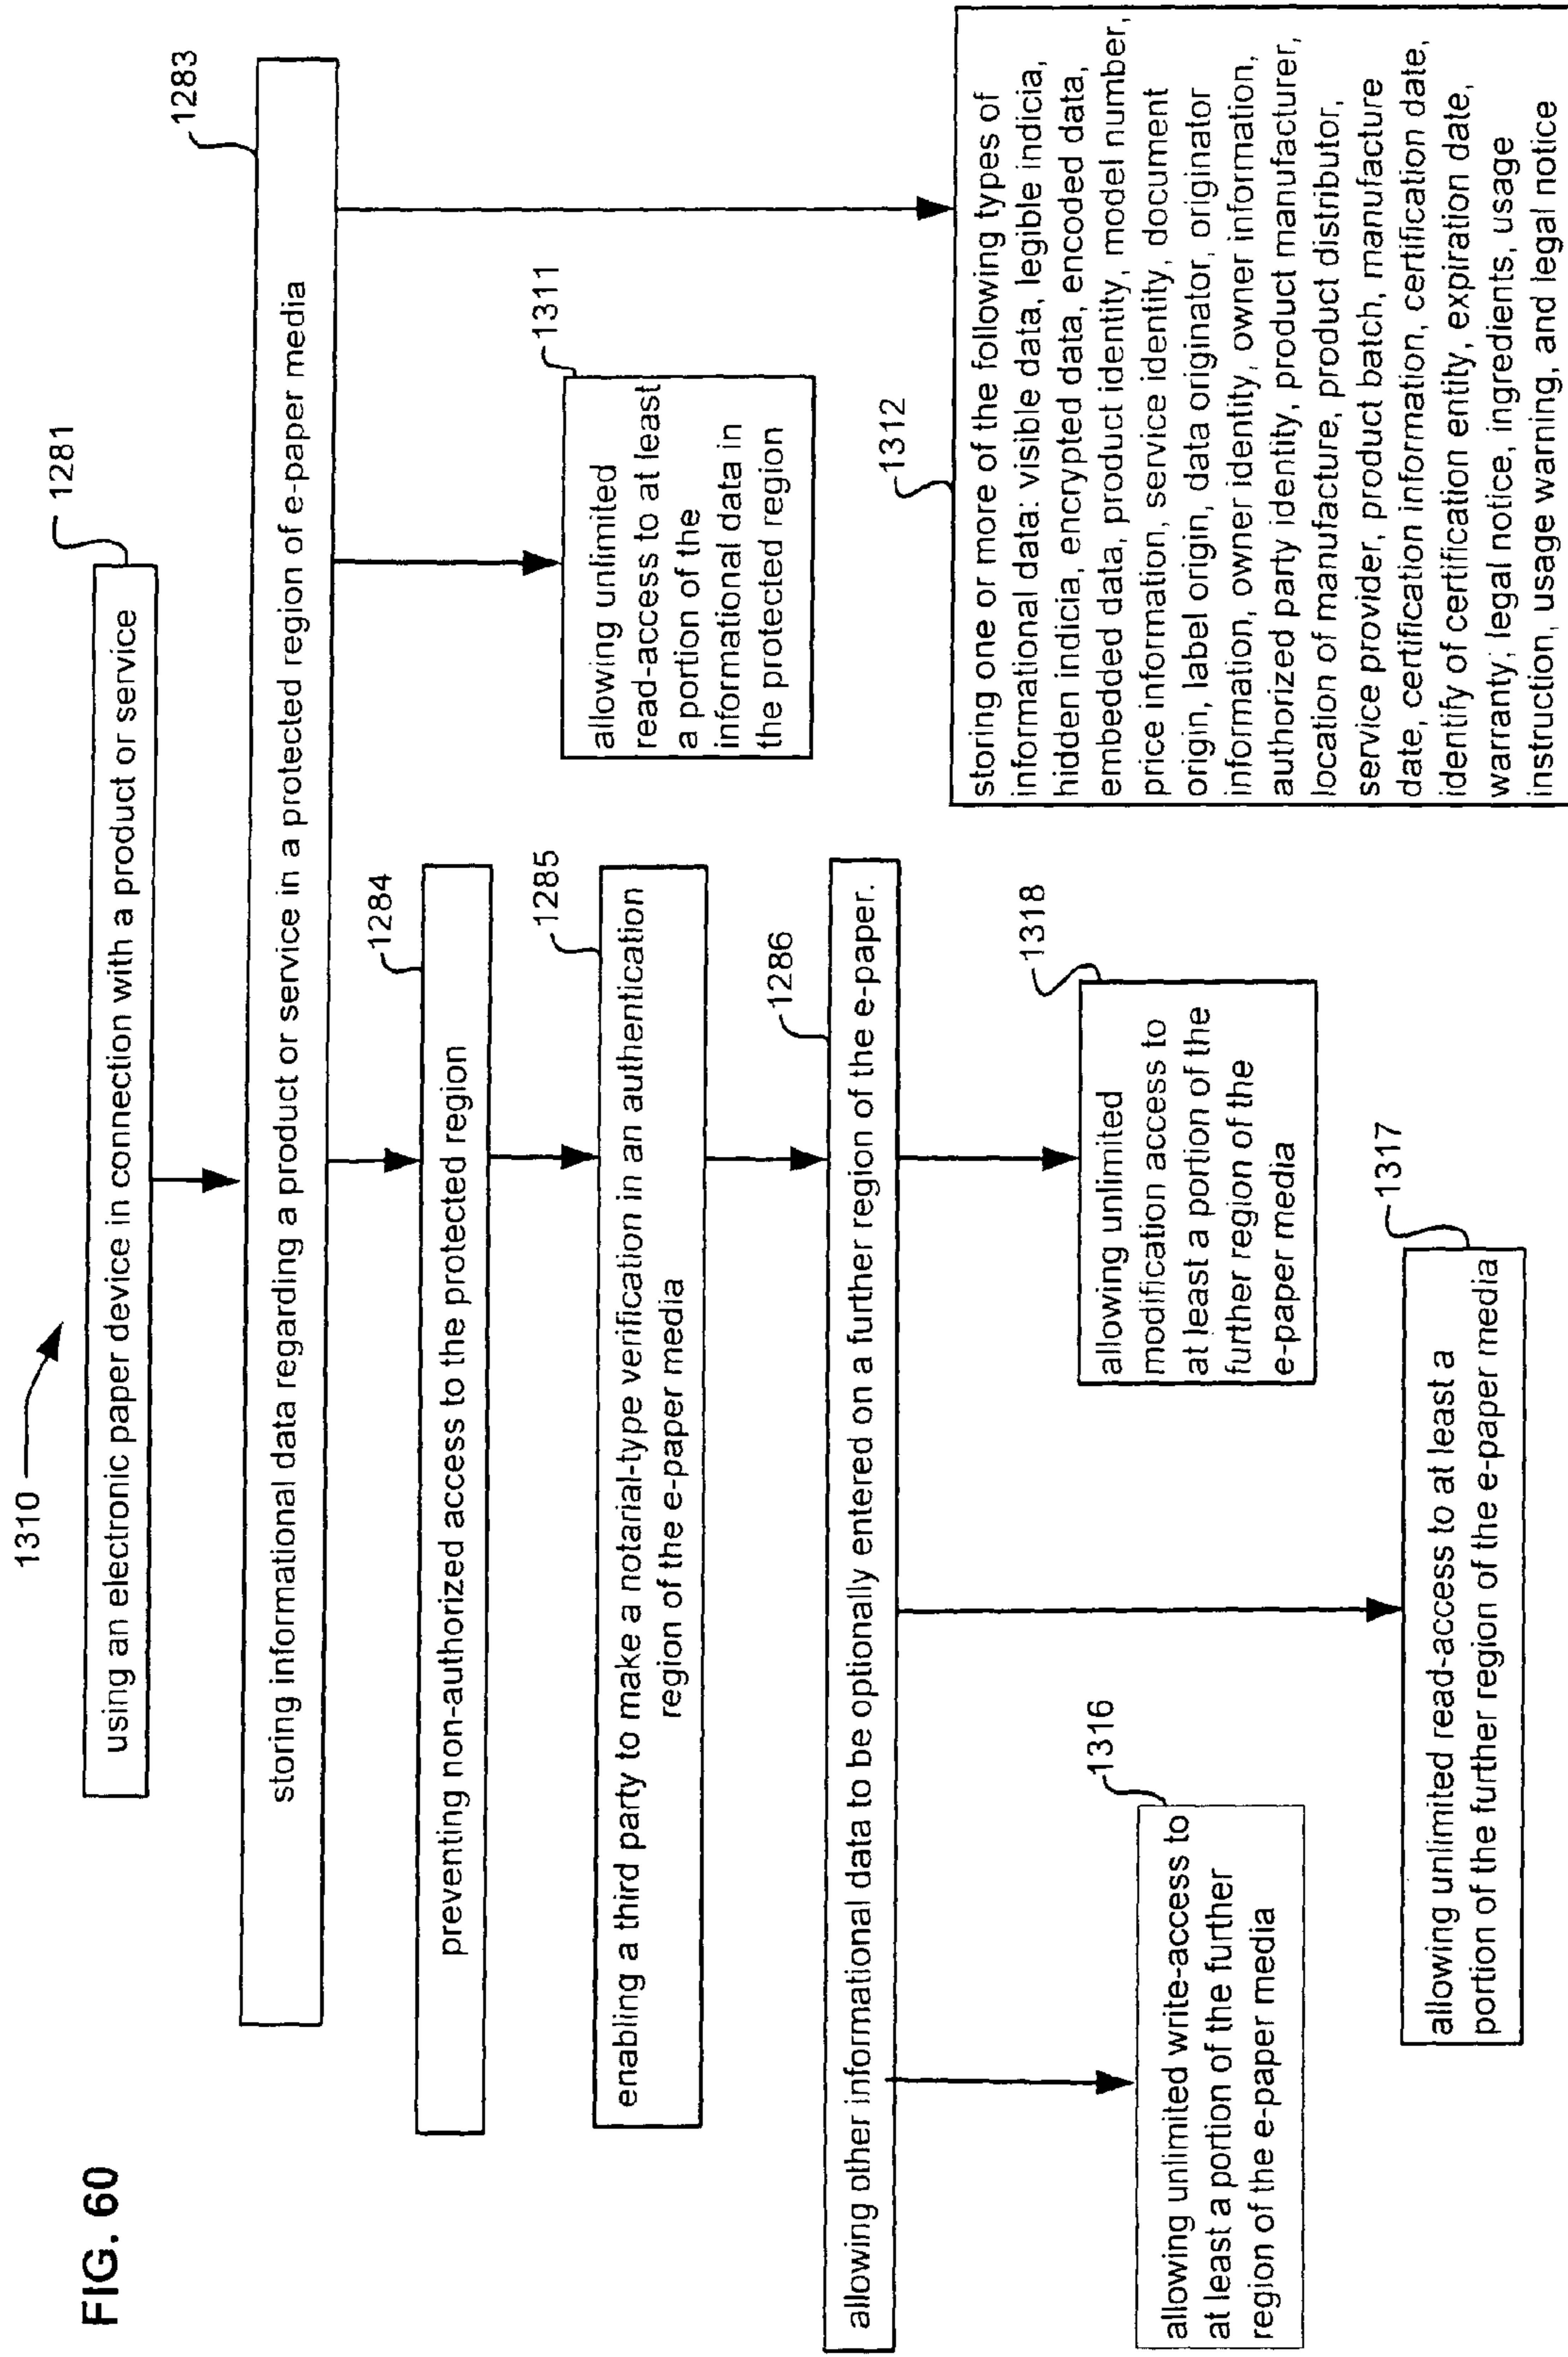 FIG. 60
1310
1281
using an electronic paper device in connection with a product or service
1283
storing informational data regarding a product or service in a protected region of e-paper media
1284
preventing non-authorized access to the protected region
1285
enabling a third party to make a notarial-type verification in an authentication
region of the e-paper media
1286
allowing other informational data to be optionally entered on a further region of the e-paper.
1316
allowing unlimited write-access to
at least a portion of the further
region of the e-paper media
1317
allowing unlimited read-access to at least a
portion of the further region of the e-paper media
1318
allowing unlimited
modification access to
at least a portion of the
further region of the
e-paper media
1311
allowing unlimited
read-access to at least
a portion of the
informational data in
the protected region
1312
storing one or more of the following types of
informational data: visible data, legible indicia,
hidden indicia, encrypted data, encoded data,
embedded data, product identity, model number,
price information, service identity, document
origin, label origin, data originator, originator
information, owner identity, owner information,
authorized party identity, product manufacturer,
location of manufacture, product distributor,
service provider, product batch, manufacture
date, certification information, certification date,
identify of certification entity, expiration date,
warranty, legal notice, ingredients, usage
instruction, usage warning, and legal notice